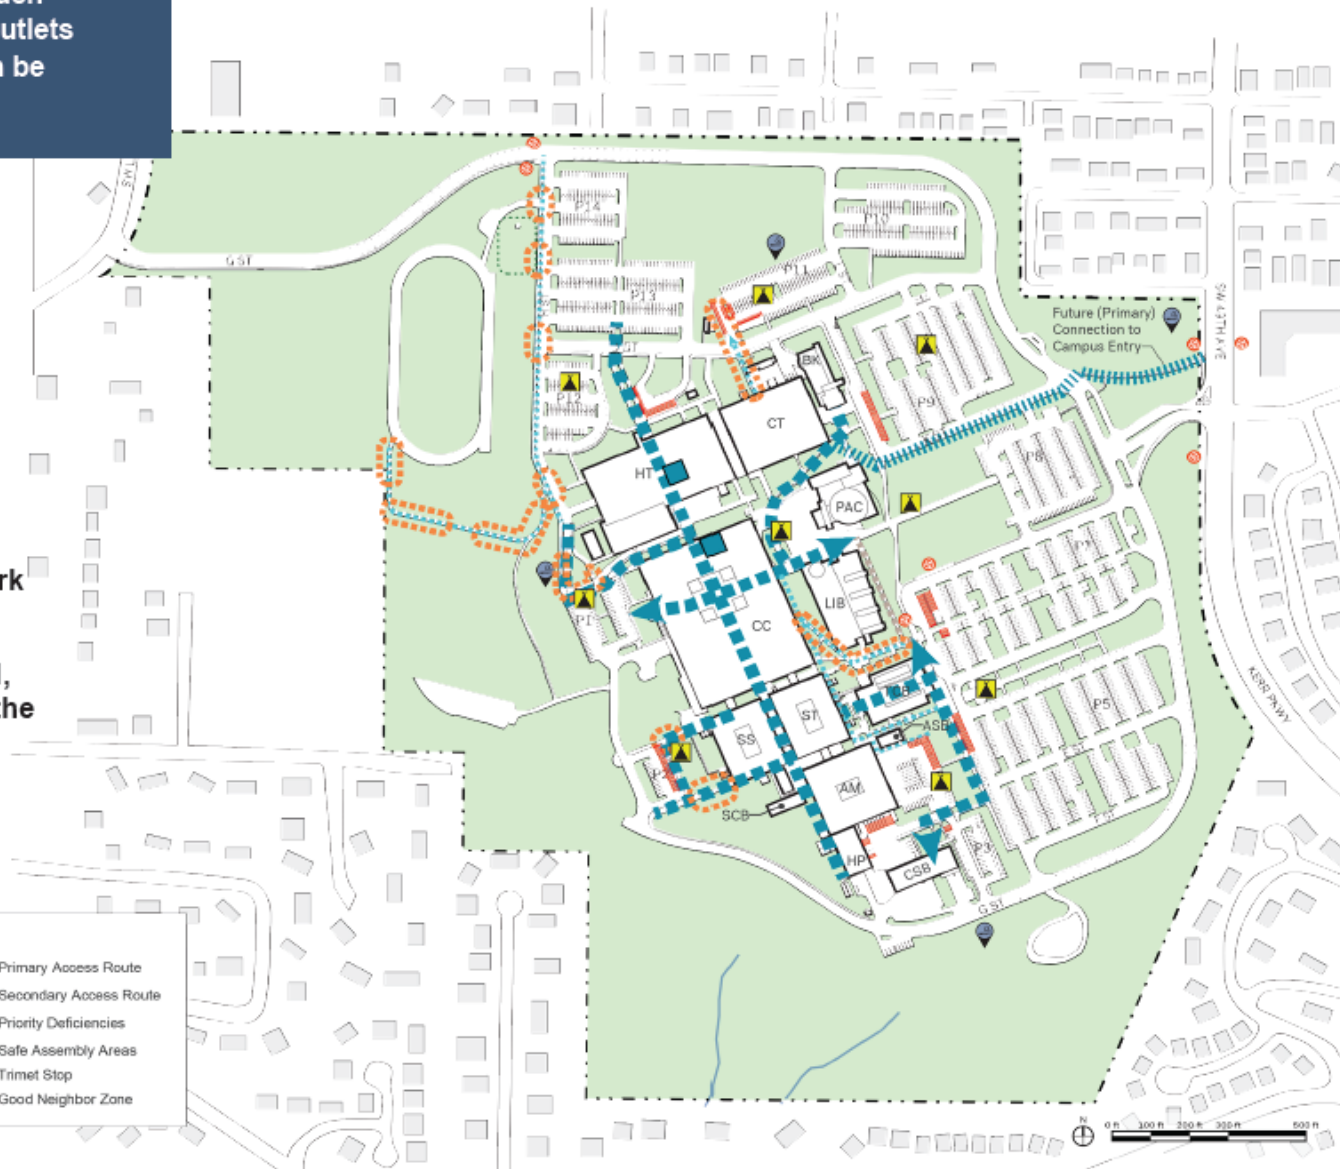 utlets
n be
TMS
G ST
P14
P10
P13
P11
Future (Primary)
Connection to
Campus Entry
SW 49TH AVE
P12
BK
P9
CT
P8
HT
PAC
P7
rk
P1
LIB
CC
,
the
TCB
KERR PKWY
P5
ST
ASB
SS
P2
AM
SCB
HP
P3
CSB
G ST
Primary Access Route
Secondary Access Route
Priority Deficiencies
Safe Assembly Areas
Trimet Stop
Good Neighbor Zone
N
0 ft 100 ft 200 ft 300 ft 500 ft